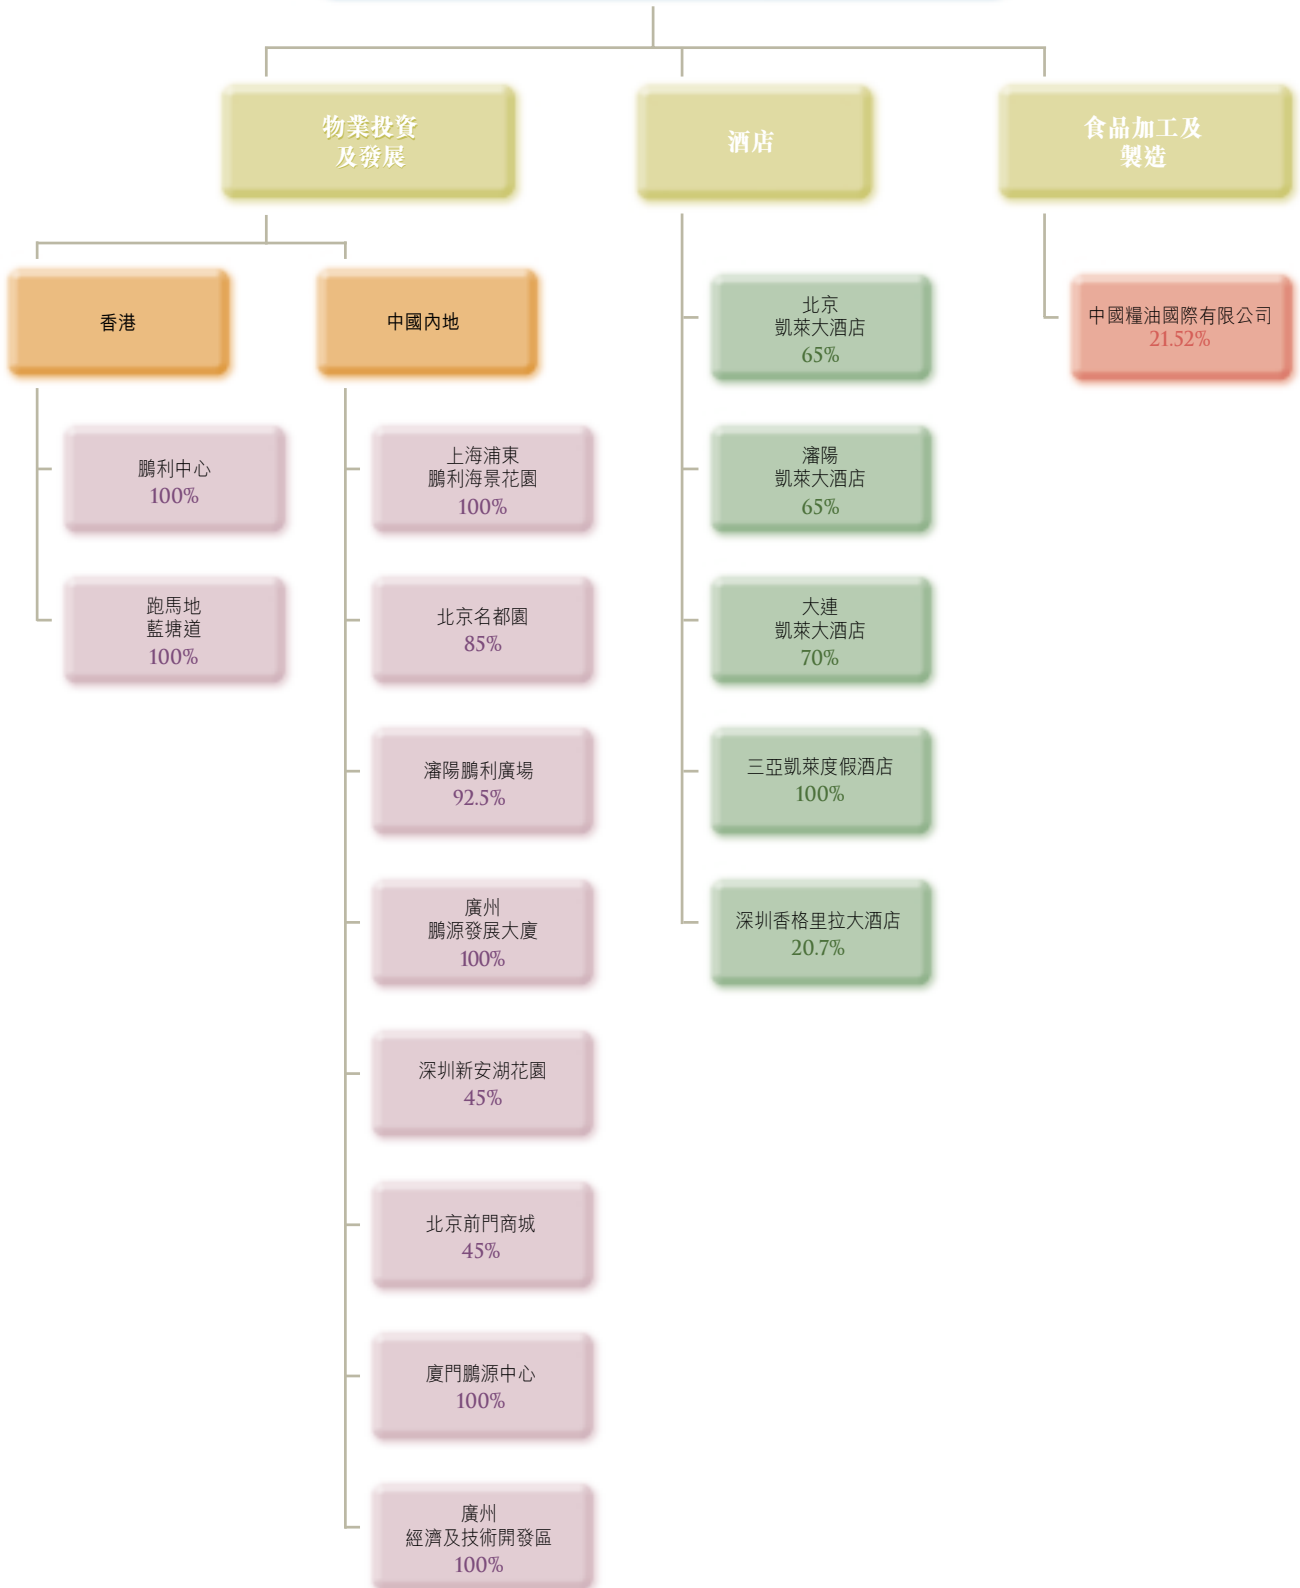 物業投資
及發展
酒店
食品加工及
製造
香港
中國內地
鵬利中心
100%
跑馬地
藍塘道
100%
上海浦東
鵬利海景花園
100%
北京名都園
85%
瀋陽鵬利廣場
92.5%
廣州
鵬源發展大廈
100%
深圳新安湖花園
45%
北京前門商城
45%
廈門鵬源中心
100%
廣州
經濟及技術開發區
100%
北京
凱萊大酒店
65%
瀋陽
凱萊大酒店
65%
大連
凱萊大酒店
70%
三亞凱萊度假酒店
100%
深圳香格里拉大酒店
20.7%
中國糧油國際有限公司
21.52%